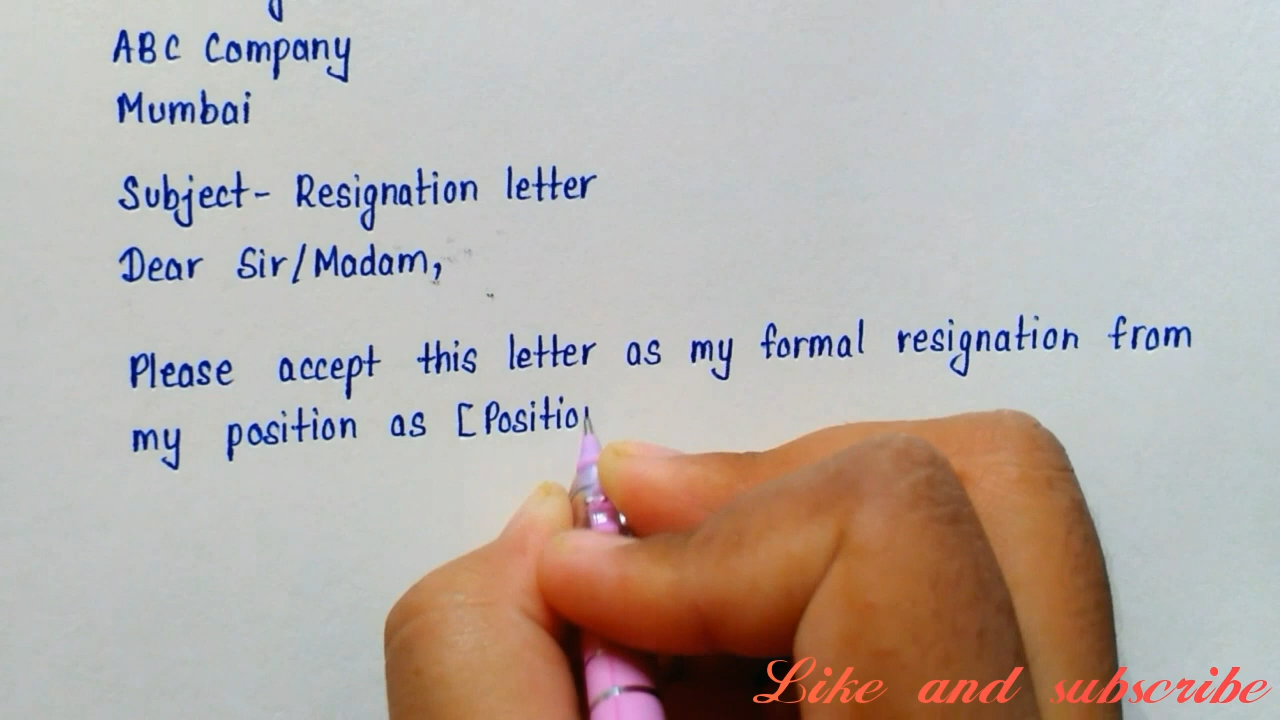 ABC Company
Mumbai
Subject- Resignation letter
Dear Sir/Madam,
Please accept this letter as my formal resignation from
my position as [Positio
Like and subscribe